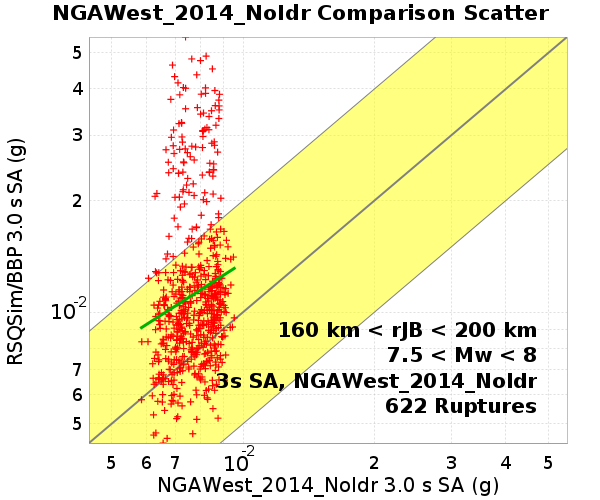 NGAWest_2014_NoIdr Comparison Scatter
RSQSim/BBP 3.0 s SA (g)
5
4
3
2
10-2
7
6
5
160 km < rJB < 200 km
7.5 < Mw < 8
3s SA, NGAWest_2014_NoIdr
622 Ruptures
5 6 7 10-2 2 3 4 5
NGAWest_2014_NoIdr 3.0 s SA (g)